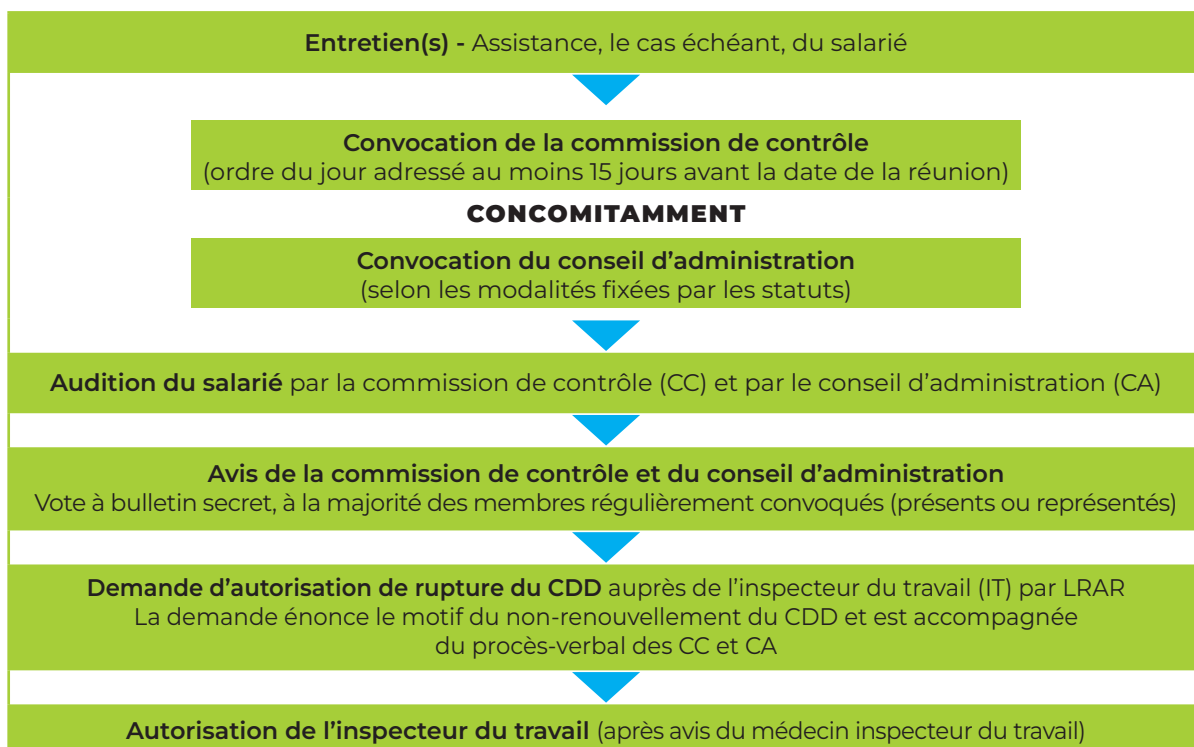 Entretien(s) - Assistance, le cas échéant, du salarié
Convocation de la commission de contrôle
(ordre du jour adressé au moins 15 jours avant la date de la réunion)
CONCOMITAMMENT
Convocation du conseil d’administration
(selon les modalités fixées par les statuts)
Audition du salarié par la commission de contrôle (CC) et par le conseil d’administration (CA)
Avis de la commission de contrôle et du conseil d’administration
Vote à bulletin secret, à la majorité des membres régulièrement convoqués (présents ou représentés)
Demande d’autorisation de rupture du CDD auprès de l’inspecteur du travail (IT) par LRAR
La demande énonce le motif du non-renouvellement du CDD et est accompagnée
du procès-verbal des CC et CA
Autorisation de l’inspecteur du travail (après avis du médecin inspecteur du travail)